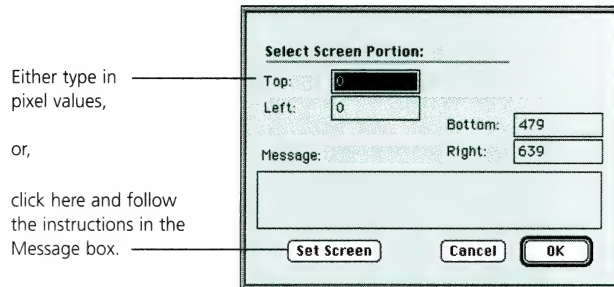 Either type in
pixel values,
or,
click here and follow
the instructions in the
Message box.
Select Screen Portion:
Top: 0
Left: 0
Bottom: 479
Right: 639
Message:
Set Screen Cancel OK